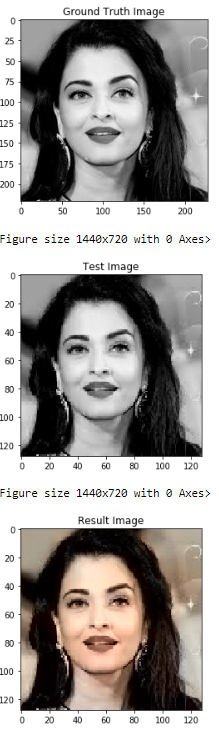 Ground Truth Image
0
25
50
75
100
125
150
175
200
0 50 100 150 200
Figure size 1440x720 with 0 Axes>
Test Image
0
20
40
60
80
100
120
0 20 40 60 80 100 120
Figure size 1440x720 with 0 Axes>
Result Image
0
20
40
60
80
100
120
0 20 40 60 80 100 120